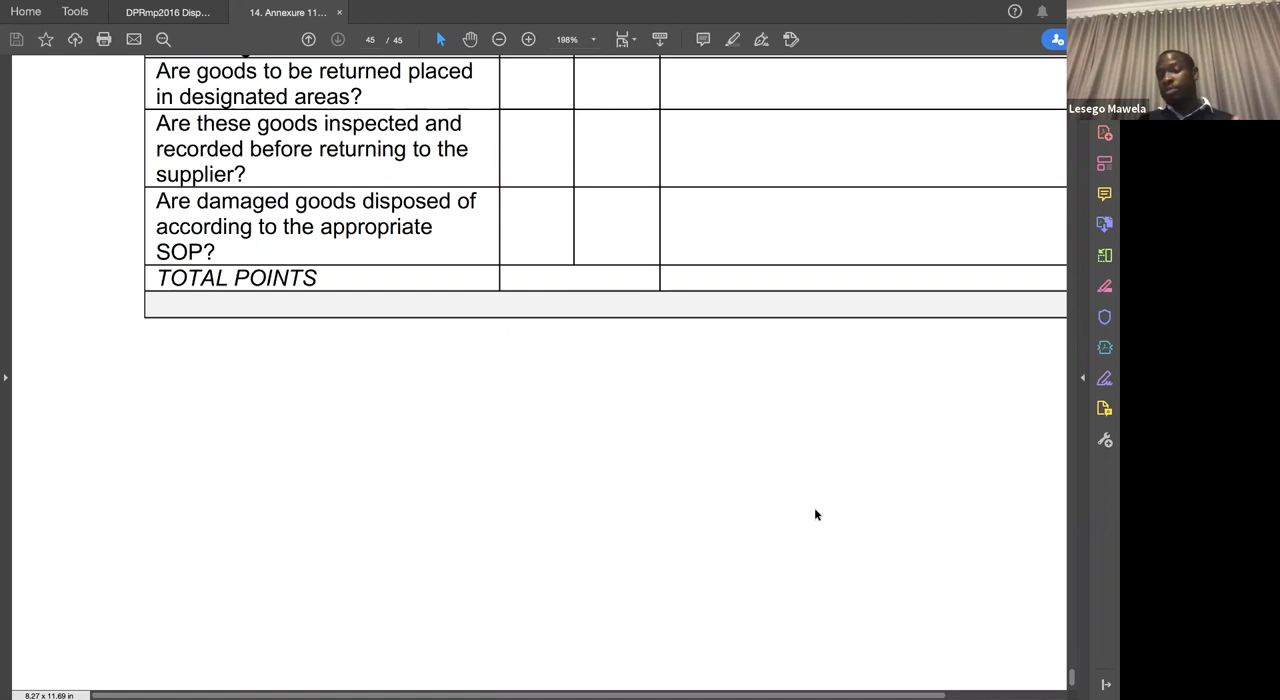 Home Tools DPRmp2016 Disp... 14. Annexure 11... ×
45 / 45 198%
Are goods to be returned placed
in designated areas?
Are these goods inspected and
recorded before returning to the
supplier?
Are damaged goods disposed of
according to the appropriate
SOP?
TOTAL POINTS
Lesego Mawela
8.27 x 11.69 in